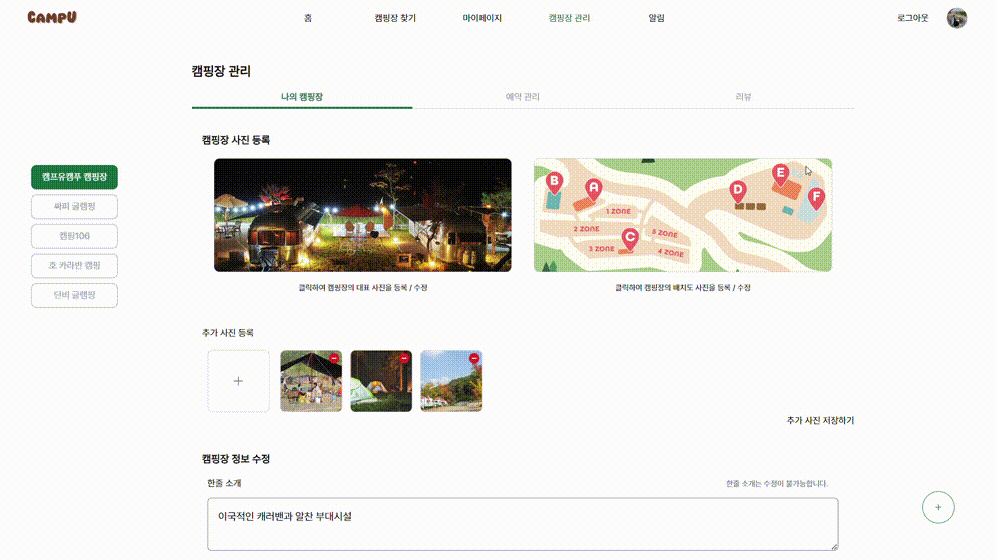 CAMPU
홈 캠핑장 찾기 마이페이지 캠핑장 관리 알림 로그아웃
캠핑장 관리
나의 캠핑장 예약 관리 리뷰
캠프유캠푸 캠핑장
싸피 글램핑
캠핑106
호 카라반 캠핑
단비 글램핑
캠핑장 사진 등록
B A D E F C
1 ZONE
2 ZONE
3 ZONE
4 ZONE
5 ZONE
클릭하여 캠핑장의 대표 사진을 등록 / 수정
클릭하여 캠핑장의 배치도 사진을 등록 / 수정
추가 사진 등록
+
추가 사진 저장하기
캠핑장 정보 수정
한줄 소개 한줄 소개는 수정이 불가능합니다.
이국적인 캐러밴과 알찬 부대시설
+